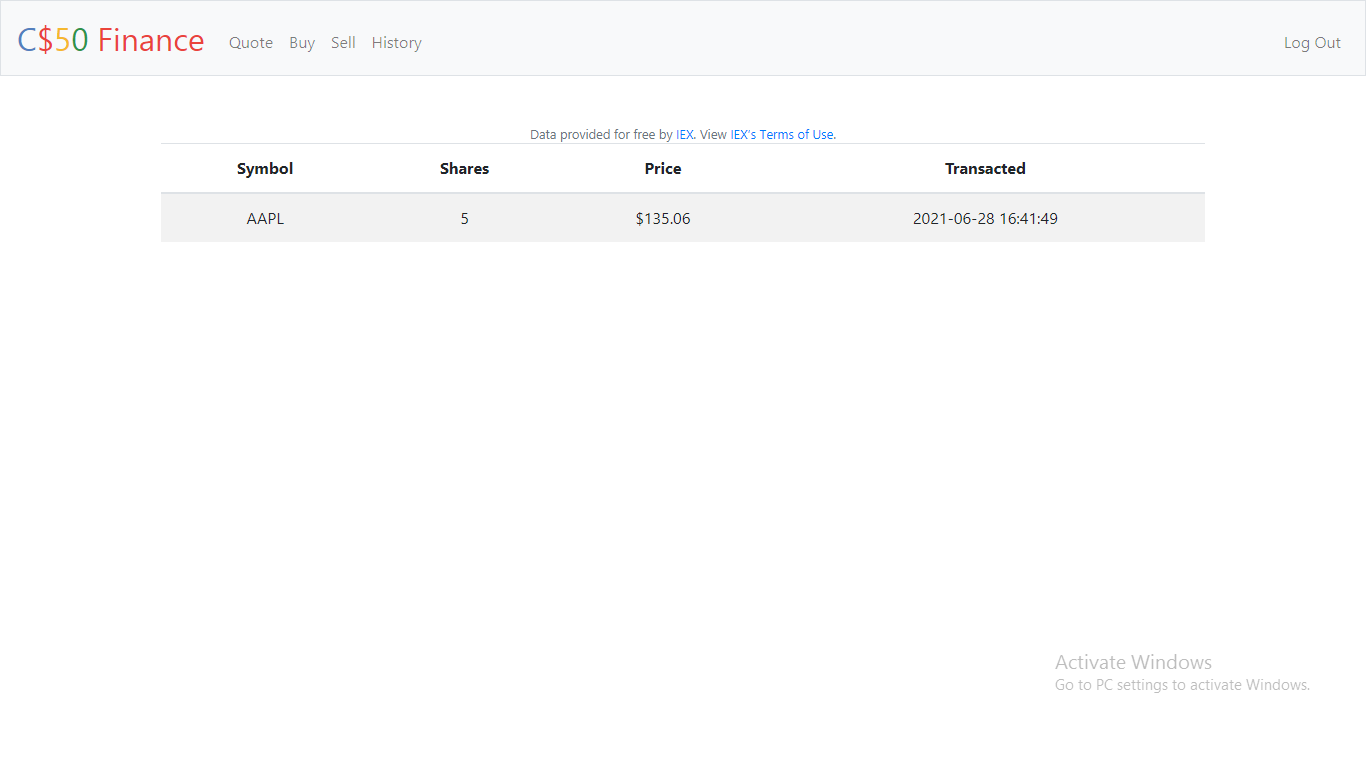 C$50 Finance Quote Buy Sell History Log Out
Data provided for free by IEX. View IEX's Terms of Use.
Symbol Shares Price Transacted
AAPL 5 $135.06 2021-06-28 16:41:49
Activate Windows
Go to PC settings to activate Windows.